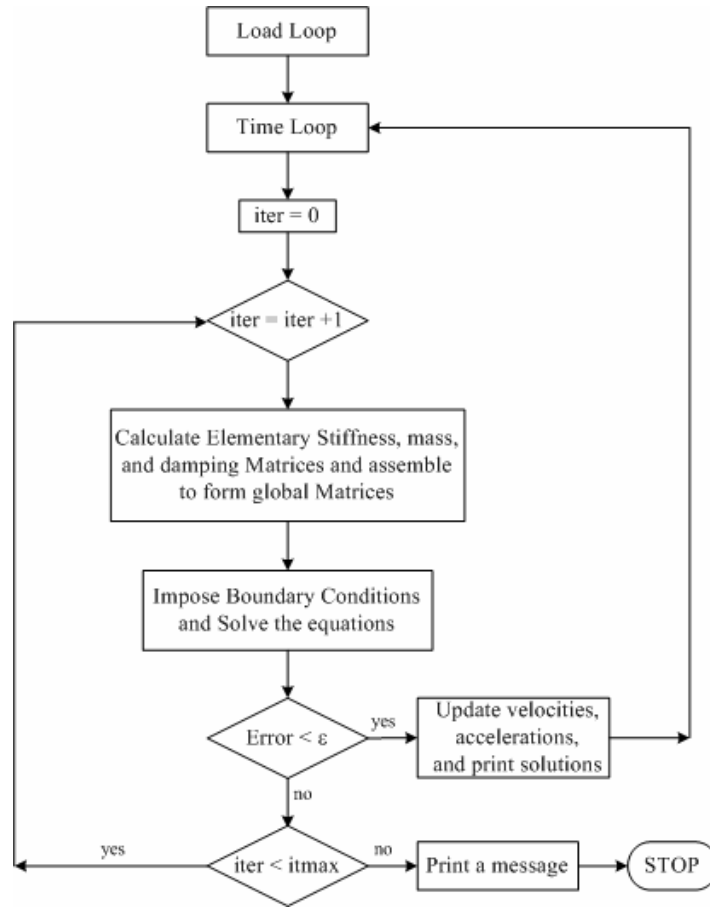 Load Loop
Time Loop
iter = 0
iter = iter +1
Calculate Elementary Stiffness, mass,
and damping Matrices and assemble
to form global Matrices
Impose Boundary Conditions
and Solve the equations
Error < ε
yes
Update velocities,
accelerations,
and print solutions
no
iter < itmax
yes
no
Print a message
STOP